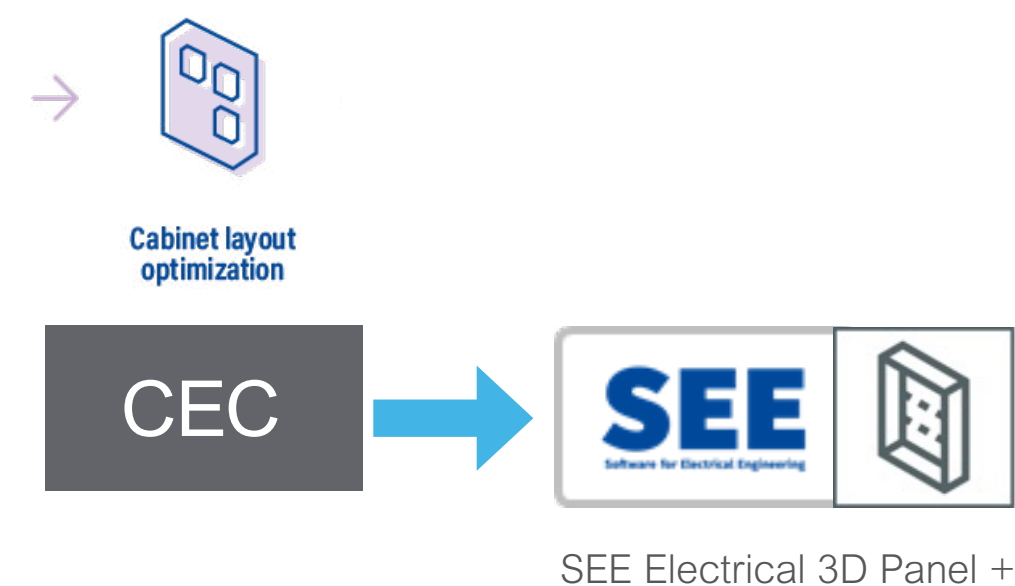 Cabinet layout
optimization
CEC
SEE
Software for Electrical Engineering
SEE Electrical 3D Panel +